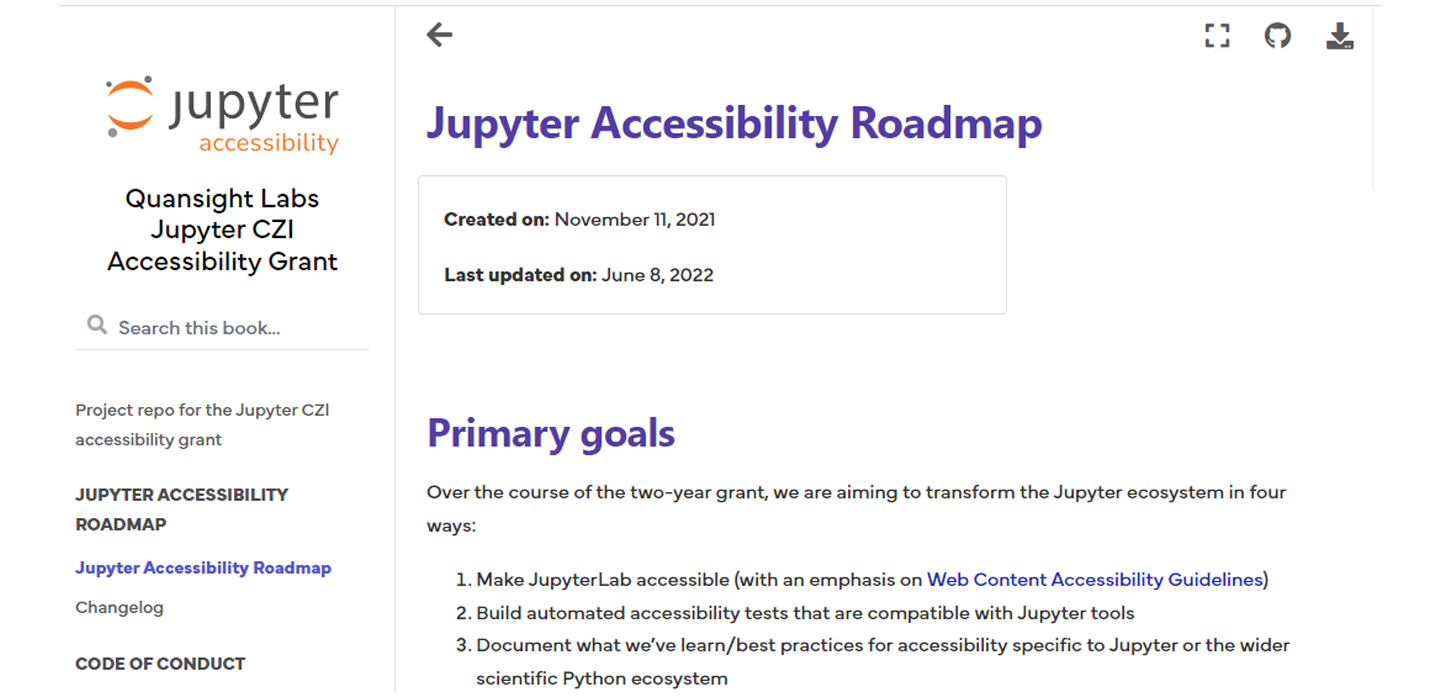 jupyter
accessibility
Quansight Labs
Jupyter CZI
Accessibility Grant
Search this book...
Project repo for the Jupyter CZI
accessibility grant
JUPYTER ACCESSIBILITY
ROADMAP
Jupyter Accessibility Roadmap
Changelog
CODE OF CONDUCT
Jupyter Accessibility Roadmap
Created on: November 11, 2021
Last updated on: June 8, 2022
Primary goals
Over the course of the two-year grant, we are aiming to transform the Jupyter ecosystem in four
ways:
1. Make JupyterLab accessible (with an emphasis on Web Content Accessibility Guidelines)
2. Build automated accessibility tests that are compatible with Jupyter tools
3. Document what we’ve learn/best practices for accessibility specific to Jupyter or the wider
scientific Python ecosystem